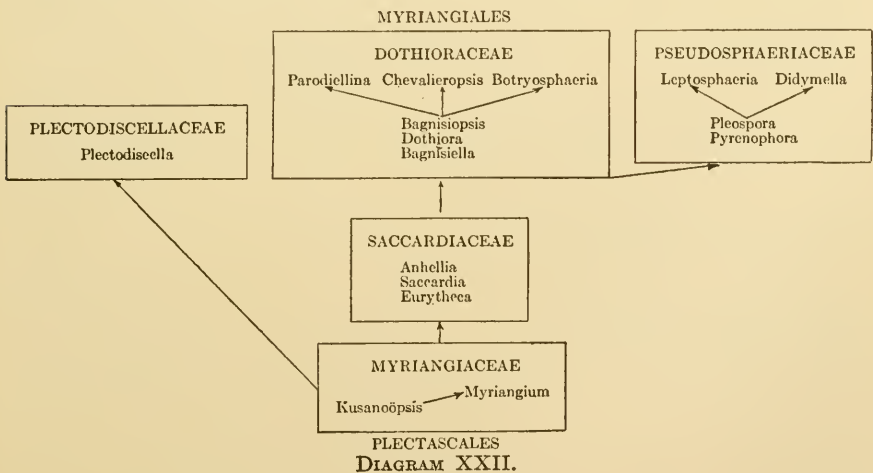 MYRIANGIALES
DOTHIORACEAE
Parodiellina Chevalieropsis Botryosphaeria
Bagnisiopsis
Dothiora
Bagnisiella
PSEUDOSPHAERIACEAE
Leptosphaeria Didymella
Pleospora
Pyrenophora
PLECTODISCELLACEAE
Plectodiscella
SACCARDIACEAE
Anhellia
Saccardia
Eurytheca
MYRIANGIACEAE
Kusanoöpsis Myriangium
PLECTASCALES
DIAGRAM XXII.